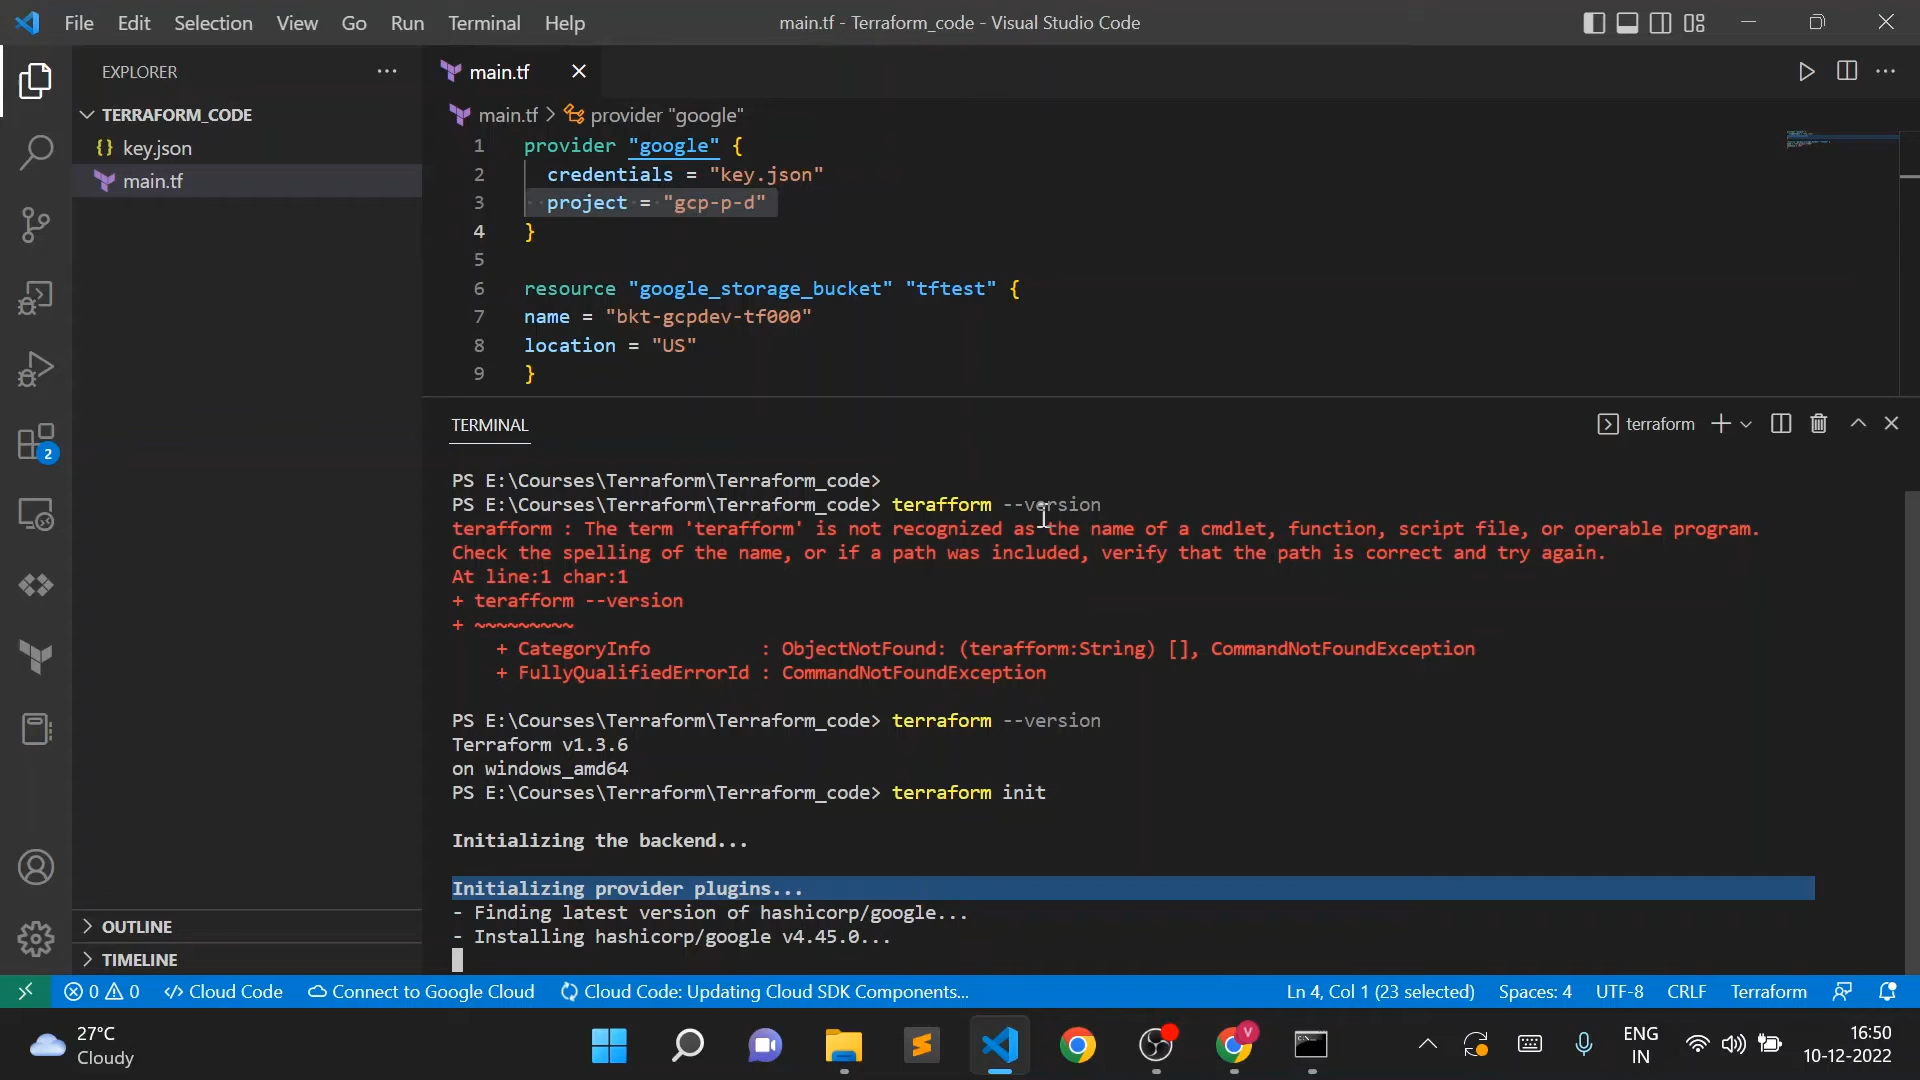 File Edit Selection View Go Run Terminal Help
main.tf - Terraform_code - Visual Studio Code
EXPLORER
TERRAFORM_CODE
{} key.json
main.tf
OUTLINE
TIMELINE
2
main.tf
main.tf > provider "google"
1 provider "google" {
2 credentials = "key.json"
3 project = "gcp-p-d"
4 }
5
6 resource "google_storage_bucket" "tftest" {
7 name = "bkt-gcpdev-tf000"
8 location = "US"
9 }
TERMINAL
terraform
PS E:\Courses\Terraform\Terraform_code>
PS E:\Courses\Terraform\Terraform_code> terafform --version
terafform : The term 'terafform' is not recognized as the name of a cmdlet, function, script file, or operable program.
Check the spelling of the name, or if a path was included, verify that the path is correct and try again.
At line:1 char:1
+ terafform --version
+ ~~~~~~~~~
+ CategoryInfo : ObjectNotFound: (terafform:String) [], CommandNotFoundException
+ FullyQualifiedErrorId : CommandNotFoundException
PS E:\Courses\Terraform\Terraform_code> terraform --version
Terraform v1.3.6
on windows_amd64
PS E:\Courses\Terraform\Terraform_code> terraform init
Initializing the backend...
Initializing provider plugins...
- Finding latest version of hashicorp/google...
- Installing hashicorp/google v4.45.0...
0 0 Cloud Code Connect to Google Cloud Cloud Code: Updating Cloud SDK Components... Ln 4, Col 1 (23 selected) Spaces: 4 UTF-8 CRLF Terraform
27°C
Cloudy
V
ENG
IN
16:50
10-12-2022